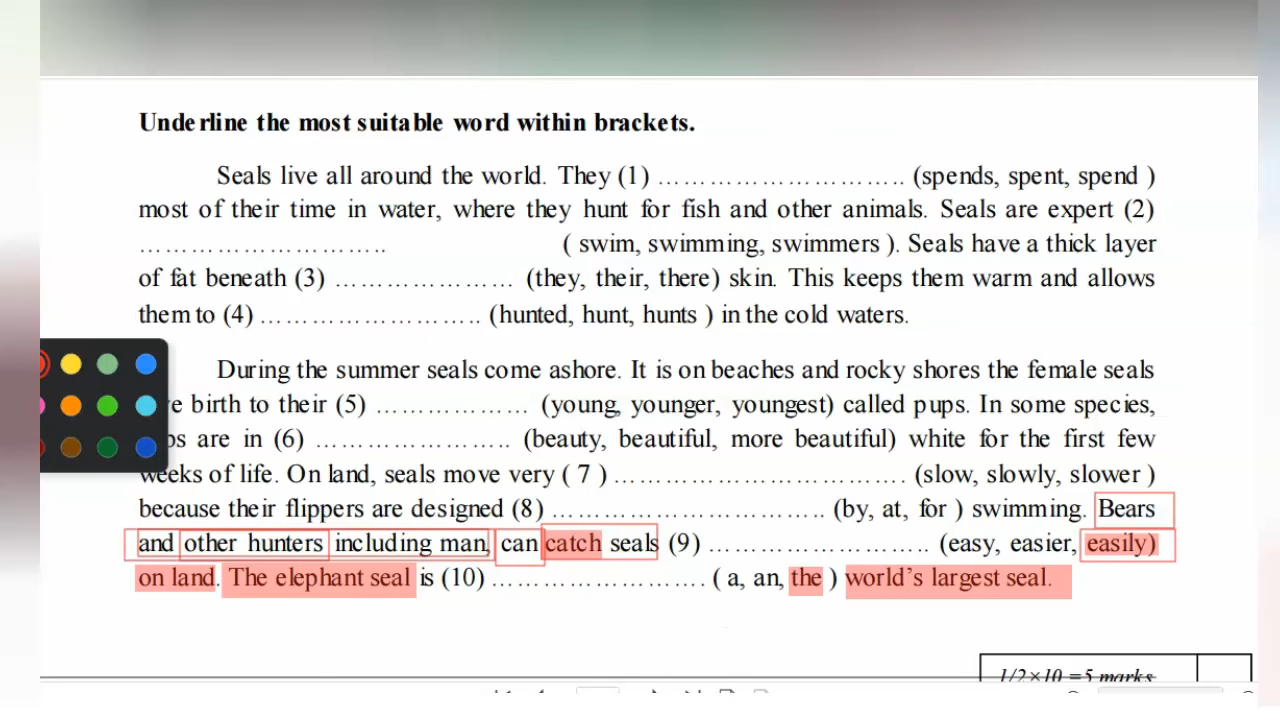 Underline the most suitable word within brackets.
Seals live all around the world. They (1) ………………………….. (spends, spent, spend )
most of their time in water, where they hunt for fish and other animals. Seals are expert (2)
……………………….. ( swim, swimming, swimmers ). Seals have a thick layer
of fat beneath (3) ………………… (they, their, there) skin. This keeps them warm and allows
them to (4) …………………….. (hunted, hunt, hunts ) in the cold waters.
During the summer seals come ashore. It is on beaches and rocky shores the female seals
birth to their (5) ……………… (young, younger, youngest) called pups. In some species,
are in (6) ………………….. (beauty, beautiful, more beautiful) white for the first few
weeks of life. On land, seals move very ( 7 ) ……………………………. (slow, slowly, slower )
because their flippers are designed (8) ………………………….. (by, at, for ) swimming. Bears
and other hunters including man, can catch seals (9) …………………….. (easy, easier, easily)
on land. The elephant seal is (10) ……………………. ( a, an, the ) world’s largest seal.
1/2×10 =5 marks